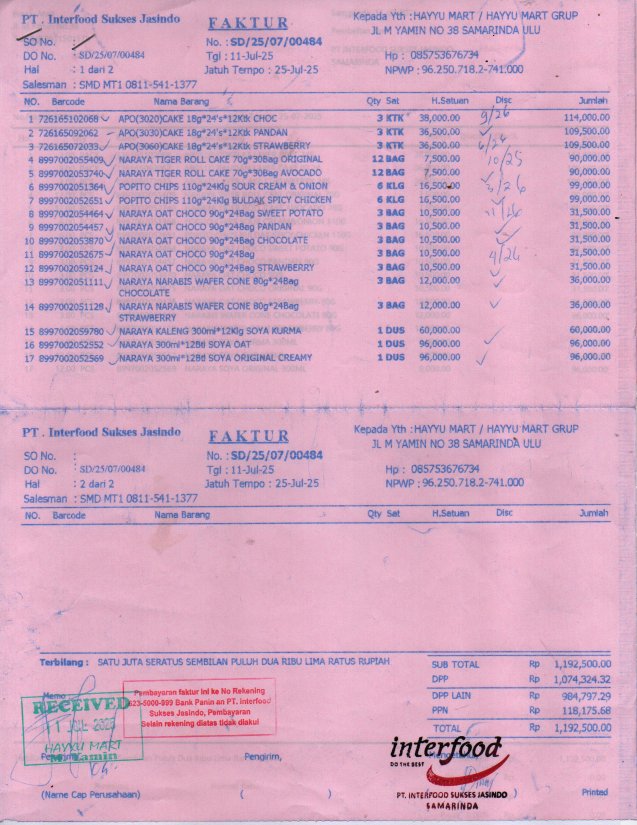 PT . Interfood Sukses Jasindo
FAKTUR
Kepada Yth : HAYYU MART / HAYYU MART GRUP
JL M YAMIN NO 38 SAMARINDA ULU
SO No. :
No. : SD/25/07/00484
DO No. : SD/25/07/00484
Tgl : 11-Jul-25
Hp : 085753676734
Hal : 1 dari 2
Jatuh Tempo : 25-Jul-25
NPWP : 96.250.718.2-741.000
Salesman : SMD MT1 0811-541-1377
NO. Barcode Nama Barang Qty Sat H.Satuan Disc Jumlah
1 726165102068 APO(3020)CAKE 18g*24's*12Ktk CHOC 3 KTK 38,000.00 9/26 114,000.00
2 726165092062 APO(3030)CAKE 18g*24's*12Ktk PANDAN 3 KTK 36,500.00 109,500.00
3 726165072033 APO(3060)CAKE 18g*24's*12Ktk STRAWBERRY 3 KTK 36,500.00 6/26 109,500.00
4 8997002055409 NARAYA TIGER ROLL CAKE 70g*30Bag ORIGINAL 12 BAG 7,500.00 10/25 90,000.00
5 8997002053740 NARAYA TIGER ROLL CAKE 70g*30Bag AVOCADO 12 BAG 7,500.00 90,000.00
6 8997002051364 POPITO CHIPS 110g*24Klg SOUR CREAM & ONION 6 KLG 16,500.00 99,000.00
7 8997002052651 POPITO CHIPS 110g*24Klg BULDAK SPICY CHICKEN 6 KLG 16,500.00 99,000.00
8 8997002054464 NARAYA OAT CHOCO 90g*24Bag SWEET POTATO 3 BAG 10,500.00 11/26 31,500.00
9 8997002054457 NARAYA OAT CHOCO 90g*24Bag PANDAN 3 BAG 10,500.00 31,500.00
10 8997002053870 NARAYA OAT CHOCO 90g*24Bag CHOCOLATE 3 BAG 10,500.00 31,500.00
11 8997002052675 NARAYA OAT CHOCO 90g*24Bag 3 BAG 10,500.00 4/26 31,500.00
12 8997002059124 NARAYA OAT CHOCO 90g*24Bag STRAWBERRY 3 BAG 10,500.00 31,500.00
13 8997002051111 NARAYA NARABIS WAFER CONE 80g*24Bag 3 BAG 12,000.00 36,000.00
CHOCOLATE
14 8997002051128 NARAYA NARABIS WAFER CONE 80g*24Bag 3 BAG 12,000.00 36,000.00
STRAWBERRY
15 8997002059780 NARAYA KALENG 300ml*12Klg SOYA KURMA 1 DUS 60,000.00 60,000.00
16 8997002052552 NARAYA 300ml*12Btl SOYA OAT 1 DUS 96,000.00 96,000.00
17 8997002052569 NARAYA 300ml*12Btl SOYA ORIGINAL CREAMY 1 DUS 96,000.00 96,000.00
PT . Interfood Sukses Jasindo
FAKTUR
Kepada Yth : HAYYU MART / HAYYU MART GRUP
JL M YAMIN NO 38 SAMARINDA ULU
SO No. :
No. : SD/25/07/00484
DO No. : SD/25/07/00484
Tgl : 11-Jul-25
Hp : 085753676734
Hal : 2 dari 2
Jatuh Tempo : 25-Jul-25
NPWP : 96.250.718.2-741.000
Salesman : SMD MT1 0811-541-1377
NO. Barcode Nama Barang Qty Sat H.Satuan Disc Jumlah
Terbilang : SATU JUTA SERATUS SEMBILAN PULUH DUA RIBU LIMA RATUS RUPIAH
SUB TOTAL Rp 1,192,500.00
DPP Rp 1,074,324.32
DPP LAIN Rp 984,797.29
PPN Rp 118,175.68
TOTAL Rp 1,192,500.00
Memo
RECEIVED
11 JUL 2025
HAYYU MART
M. Yamin
Pembayaran faktur ini ke No Rekening
623-5000-999 Bank Panin an PT. interfood
Sukses Jasindo, Pembayaran
Selain rekening diatas tidak diakui
Pengirim,
interfood
DO THE BEST
PT. INTERFOOD SUKSES JASINDO
SAMARINDA
(Nama Cap Perusahaan)
( )
Printed